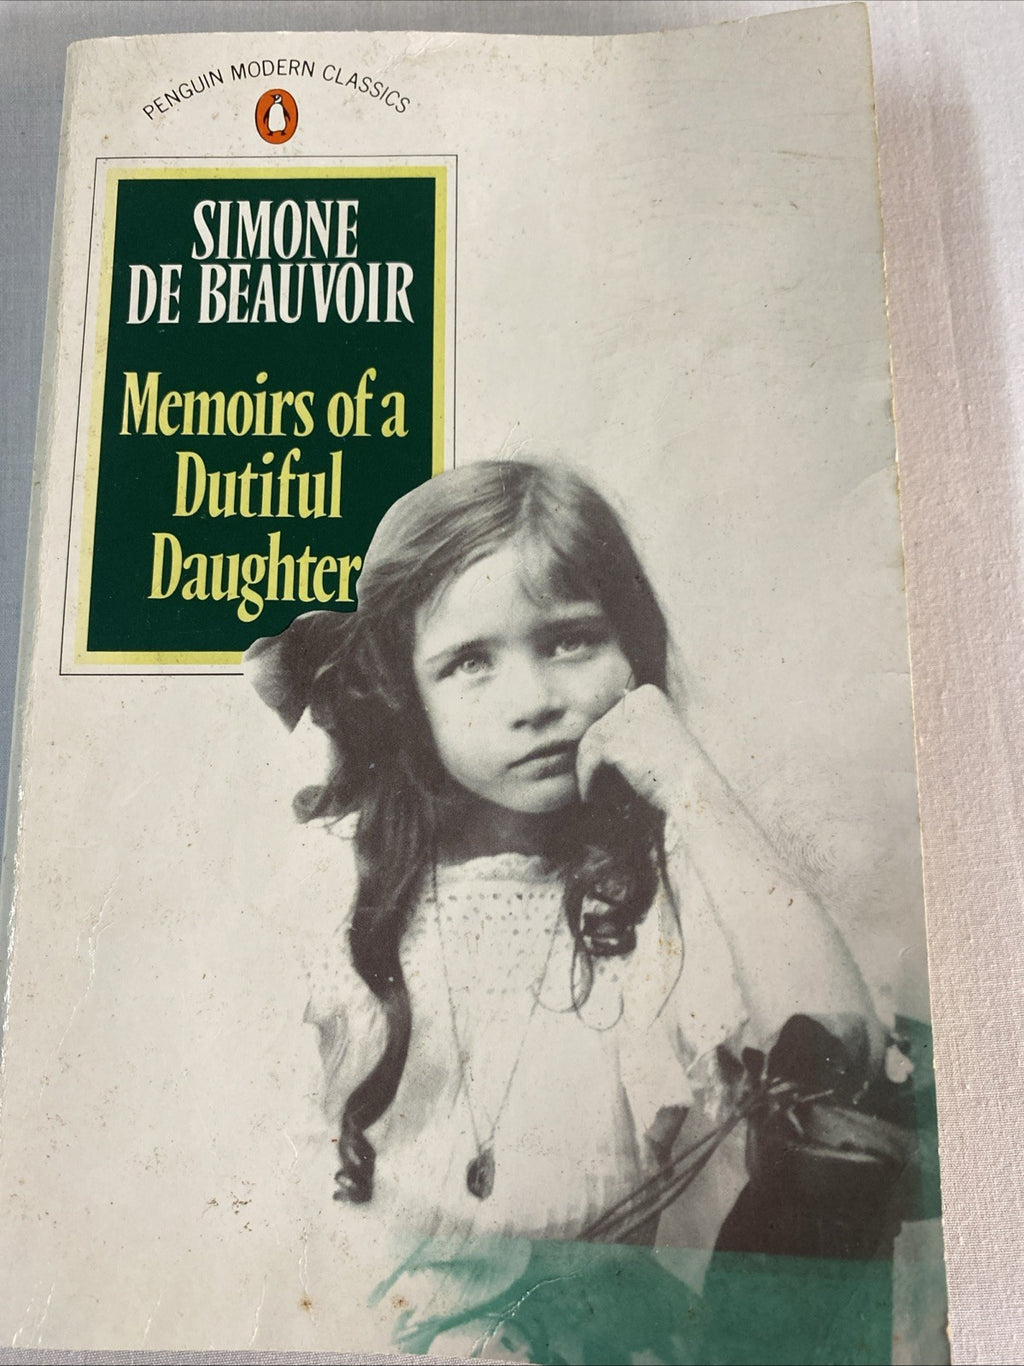 PENGUIN MODERN CLASSICS
SIMONE
DE BEAUVOIR
Memoirs of a
Dutiful
Daughter